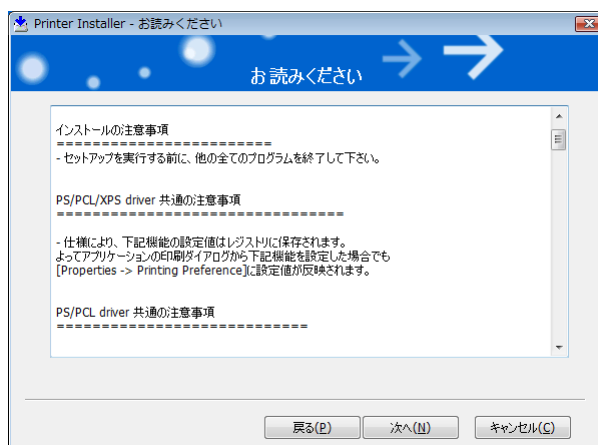 Printer Installer - お読みください
お読みください
インストールの注意事項
=========================
- セットアップを実行する前に、他の全てのプログラムを終了して下さい。
PS/PCL/XPS driver 共通の注意事項
=================================
- 仕様により、下記機能の設定値はレジストリに保存されます。
よってアプリケーションの印刷ダイアログから下記機能を設定した場合でも
[Properties -> Printing Preference]に設定値が反映されます。
PS/PCL driver 共通の注意事項
=============================
戻る(P)
次へ(N)
キャンセル(C)